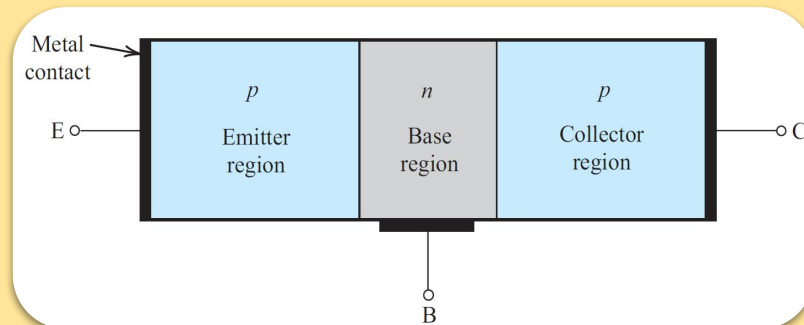 Metal
contact
p
n
p
E
Emitter
region
Base
region
Collector
region
C
B